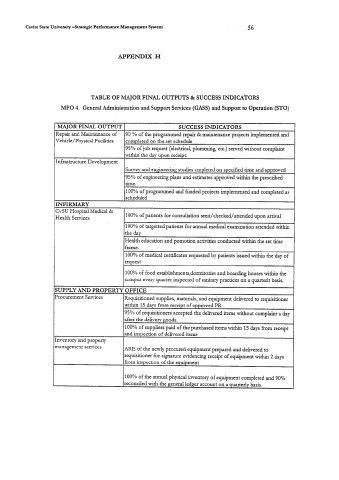 Cavite State University -Strategic Performance Management System
56
APPENDIX H
TABLE OF MAJOR FINAL OUTPUTS & SUCCESS INDICATORS
MFO 4. General Administration and Support Services (GASS) and Support to Operation (STO)
MAJOR FINAL OUTPUT SUCCESS INDICATORS
Repair and Maintainance of
Vehicle/Physical Facilities
90 % of the programmed repair & maintenance projects implemented and
completed on the set schedule
95% of job request (electrical, plumming, etc.) served without complaint
within the day upon receipt.
Infrastructure Development
Survey and engineering studies completed on specified time and approved
95% of engineering plans and estimates approved within the prescribed
time.
100% of programmed and funded projects implemented and completed as
scheduled
INFIRMARY
CvSU Hospital Medical &
Health Services
100% of patients for consultation seen/checked/attended upon arrival
100% of targetted patients for annual medical examination attended within
the day
Health education and promotion activities conducted within the set time
frame.
100% of medical certificates requested by patients issued within the day of
request
100% of food establishments,dormitories and boarding houses within the
campus every quarter inspected of sanitary practices on a quarterly basis.
SUPPLY AND PROPERTY OFFICE
Procurement Services
Requisitioned supplies, materials, and equipment delivered to requisitioner
within 15 days from receipt of approved PR
95% of requisitioners accepted the delivered items without complaint a day
after the delivery goods.
100% of suppliers paid of the purchased items within 15 days from receipt
and inspection of delivered items
Inventory and property
management services
ARE of the newly procured equipment prepared and delivered to
requisitioner for signature evidencing receipt of equipment within 2 days
from inspection of the equipment
100% of the annual physical inventory of equipment completed and 90%
reconciled with the general ledger account on a quarterly basis.